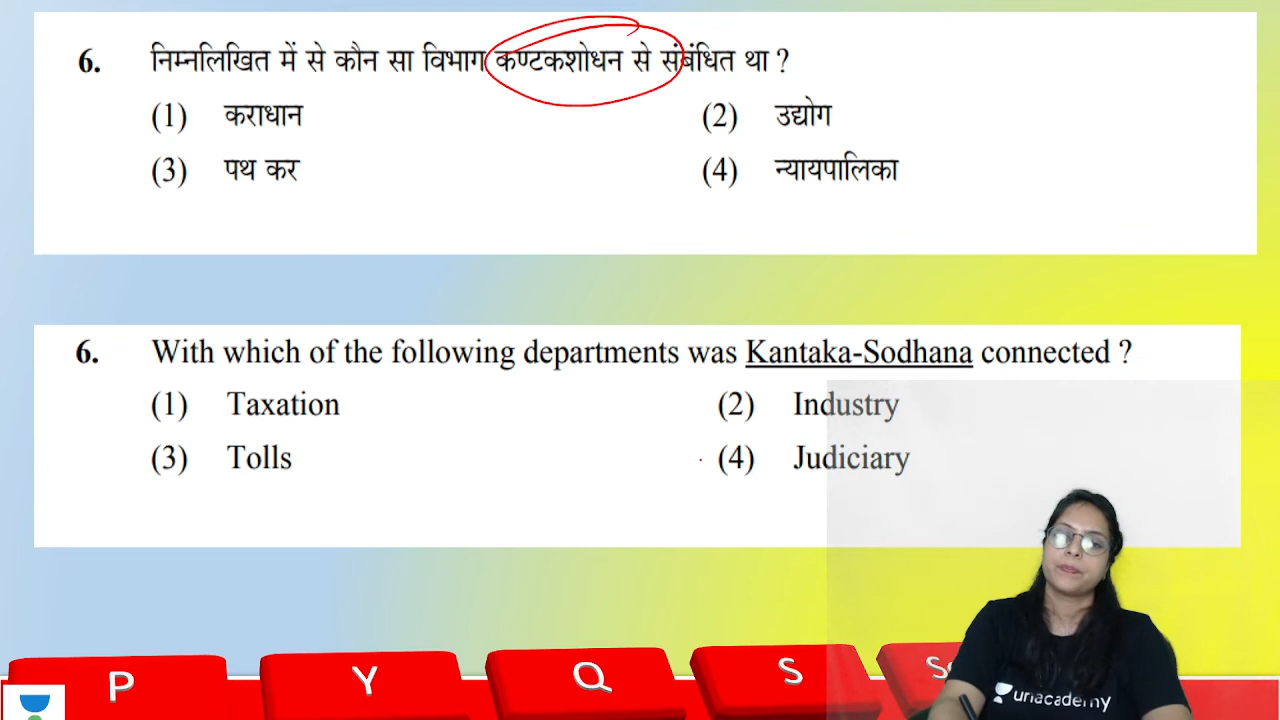 6. निम्नलिखित में से कौन सा विभाग कण्टकशोधन से संबंधित था ?
(1) कराधान (2) उद्योग
(3) पथ कर (4) न्यायपालिका
6. With which of the following departments was Kantaka-Sodhana connected ?
(1) Taxation (2) Industry
(3) Tolls (4) Judiciary
P Y Q S
unacademy